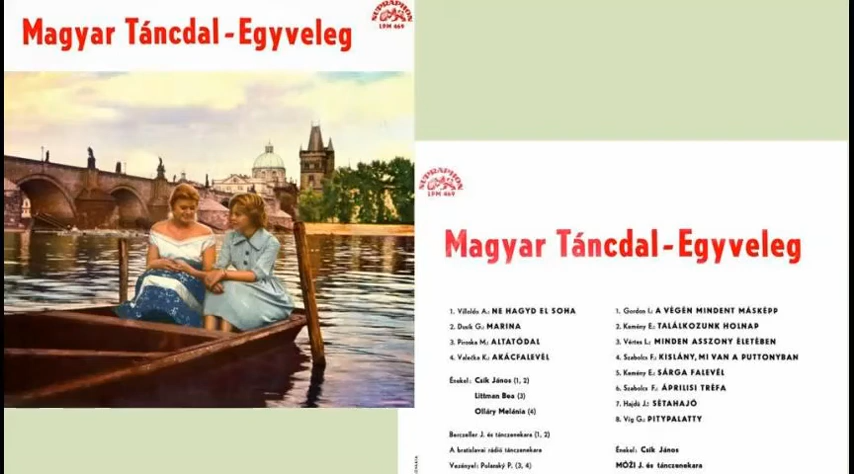 SUPRAPHON
LPM 469
Magyar Táncdal-Egyveleg
SUPRAPHON
LPM 469
Magyar Táncdal-Egyveleg
1. Villoldo A.: NE HAGYD EL SOHA
2. Dusík G.: MARINA
3. Piroska M.: ALTATÓDAL
4. Valečka K.: AKÁCFALEVÉL
Énekel: Csík János (1, 2)
Littman Bea (3)
Olláry Melánia (4)
Berczeller J. és tánczenekara (1, 2)
A bratislavai rádió tánczenekara
Vezényel: Polanský P. (3, 4)
1. Gordon I.: A VÉGÉN MINDENT MÁSKÉPP
2. Kemény E.: TALÁLKOZUNK HOLNAP
3. Vértes L.: MINDEN ASSZONY ÉLETÉBEN
4. Szabolcs F.: KISLÁNY, MI VAN A PUTTONYBAN
5. Kemény E.: SÁRGA FALEVÉL
6. Szabolcs F.: ÁPRILISI TRÉFA
7. Hajdú J.: SÉTAHAJÓ
8. Víg G.: PITYPALATTY
Énekel: Csík János
MÓŽI J. és tánczenekara